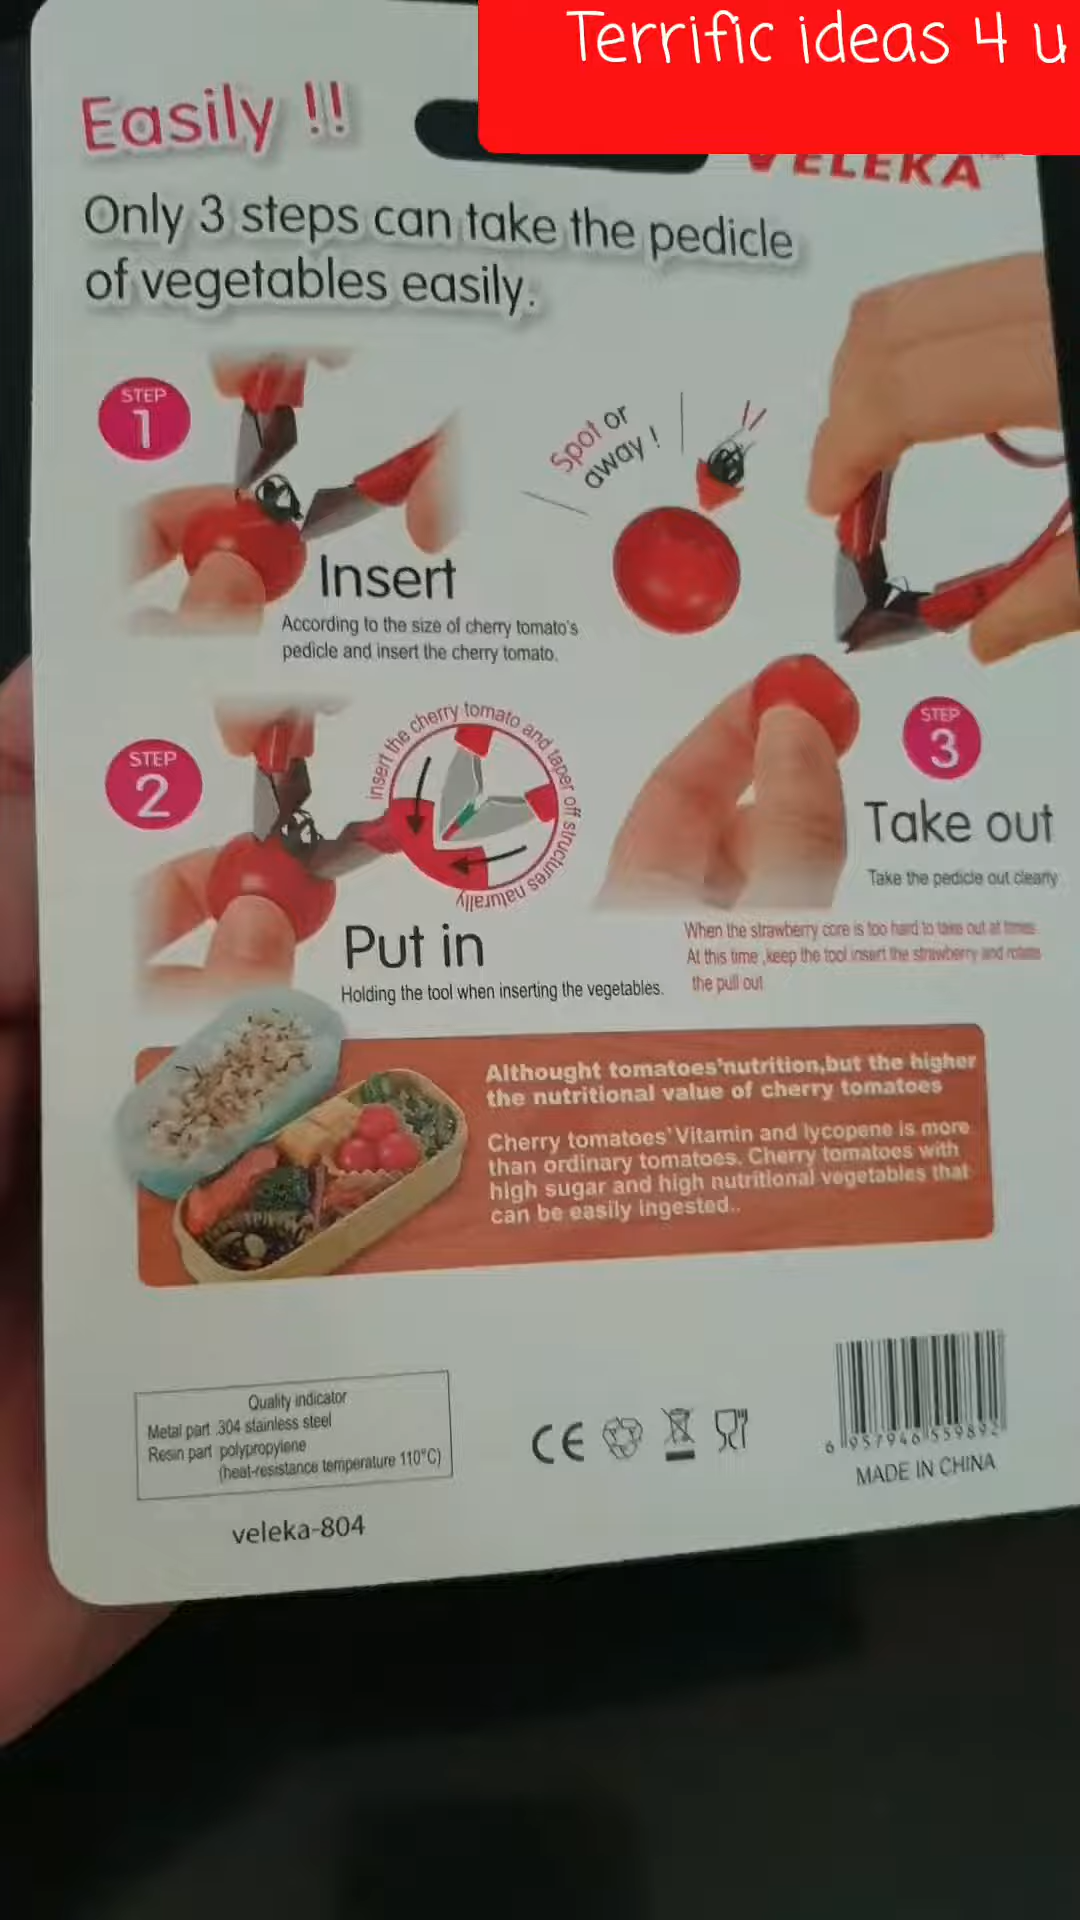 Terrific ideas 4 u
Easily !!
VELEKA
Only 3 steps can take the pedicle
of vegetables easily.
STEP
1
Insert
According to the size of cherry tomato's
pedicle and insert the cherry tomato.
Spot or
away !
STEP
2
insert the cherry tomato and taper off structures naturally
Put in
Holding the tool when inserting the vegetables.
STEP
3
Take out
Take the pedicle out clearly
When the strawberry core is too hard to take out at times
At this time ,keep the tool insert the strawberry and rotate
the pull out
Althought tomatoes'nutrition,but the higher
the nutritional value of cherry tomatoes
Cherry tomatoes' Vitamin and lycopene is more
than ordinary tomatoes. Cherry tomatoes with
high sugar and high nutritional vegetables that
can be easily ingested..
Quality indicator
Metal part 304 stainless steel
Resin part polypropylene
(heat-resistance temperature 110°C)
veleka-804
CE
6 957946 559892
MADE IN CHINA